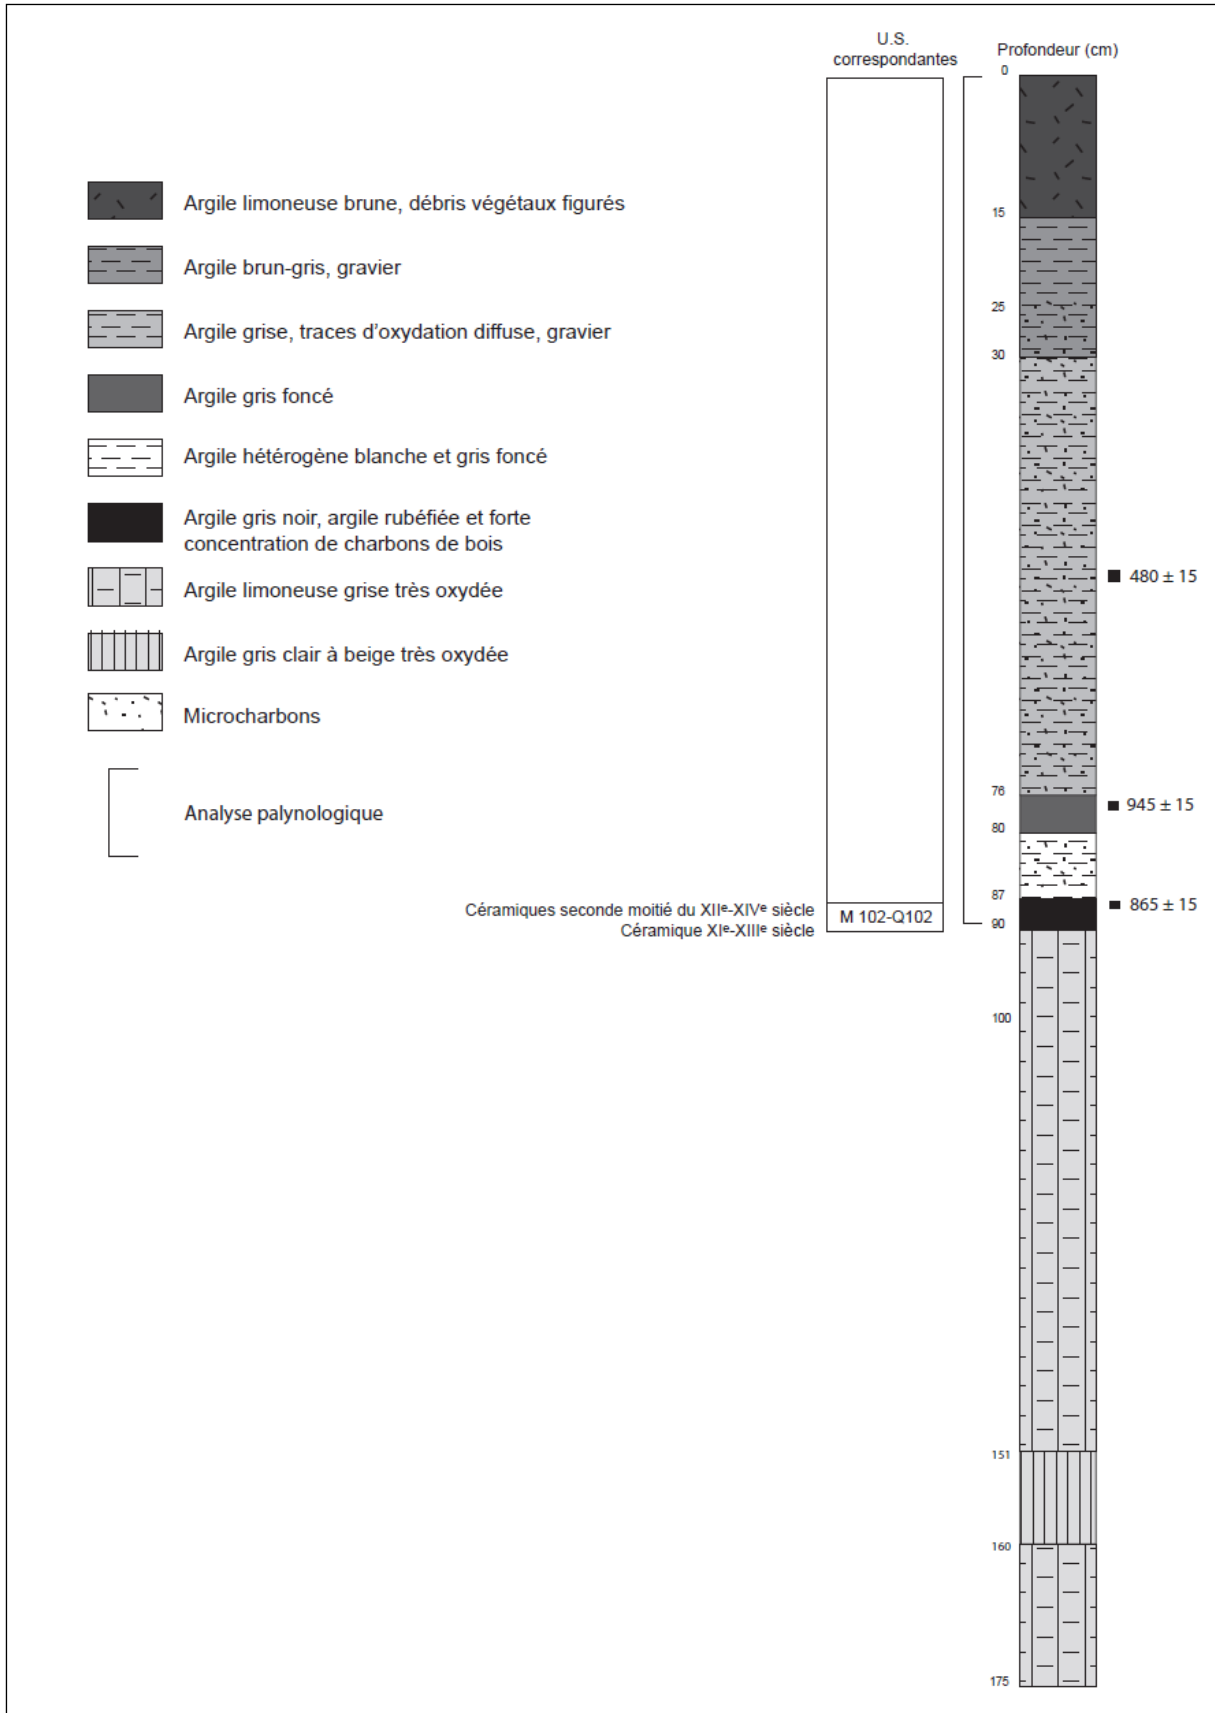 U.S.
correspondantes
Profondeur (cm)
0
15
25
30
76
80
87
90
100
151
160
175
480 ± 15
945 ± 15
865 ± 15
Argile limoneuse brune, débris végétaux figurés
Argile brun-gris, gravier
Argile grise, traces d'oxydation diffuse, gravier
Argile gris foncé
Argile hétérogène blanche et gris foncé
Argile gris noir, argile rubéfiée et forte
concentration de charbons de bois
Argile limoneuse grise très oxydée
Argile gris clair à beige très oxydée
Microcharbons
Analyse palynologique
Céramiques seconde moitié du XIIe-XIVe siècle
Céramique XIe-XIIIe siècle
M 102-Q102